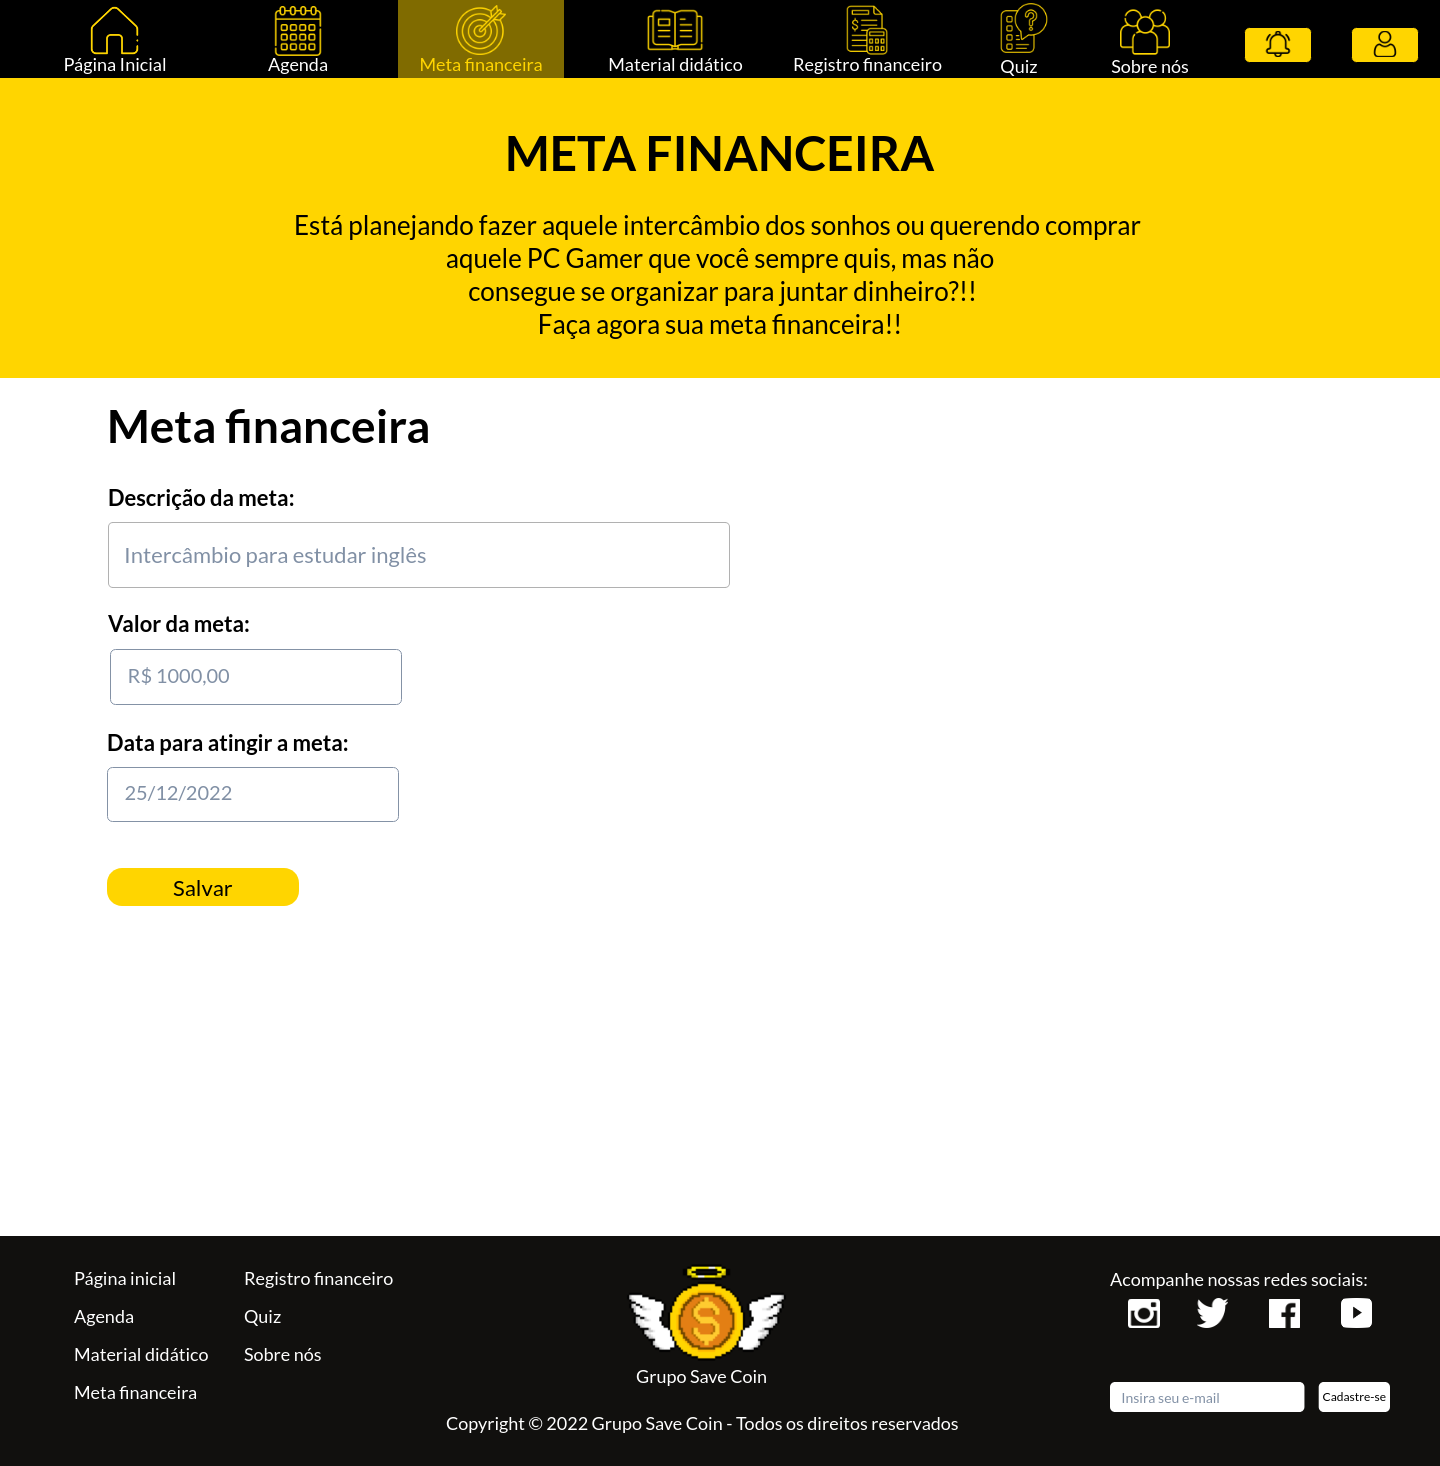 Página Inicial
Agenda
Meta financeira
Material didático
Registro financeiro
Quiz
Sobre nós
META FINANCEIRA
Está planejando fazer aquele intercâmbio dos sonhos ou querendo comprar
aquele PC Gamer que você sempre quis, mas não
consegue se organizar para juntar dinheiro?!!
Faça agora sua meta financeira!!
Meta financeira
Descrição da meta:
Intercâmbio para estudar inglês
Valor da meta:
R$ 1000,00
Data para atingir a meta:
25/12/2022
Salvar
Página inicial
Agenda
Material didático
Meta financeira
Registro financeiro
Quiz
Sobre nós
Grupo Save Coin
Copyright © 2022 Grupo Save Coin - Todos os direitos reservados
Acompanhe nossas redes sociais:
Insira seu e-mail
Cadastre-se